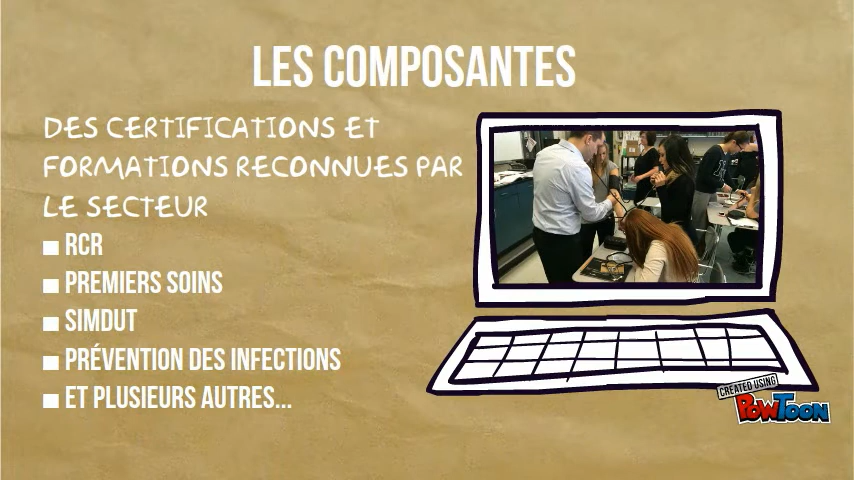 LES COMPOSANTES
DES CERTIFICATIONS ET
FORMATIONS RECONNUES PAR
LE SECTEUR
RCR
PREMIERS SOINS
SIMDUT
PRÉVENTION DES INFECTIONS
ET PLUSIEURS AUTRES...
CREATED USING
POWTOON